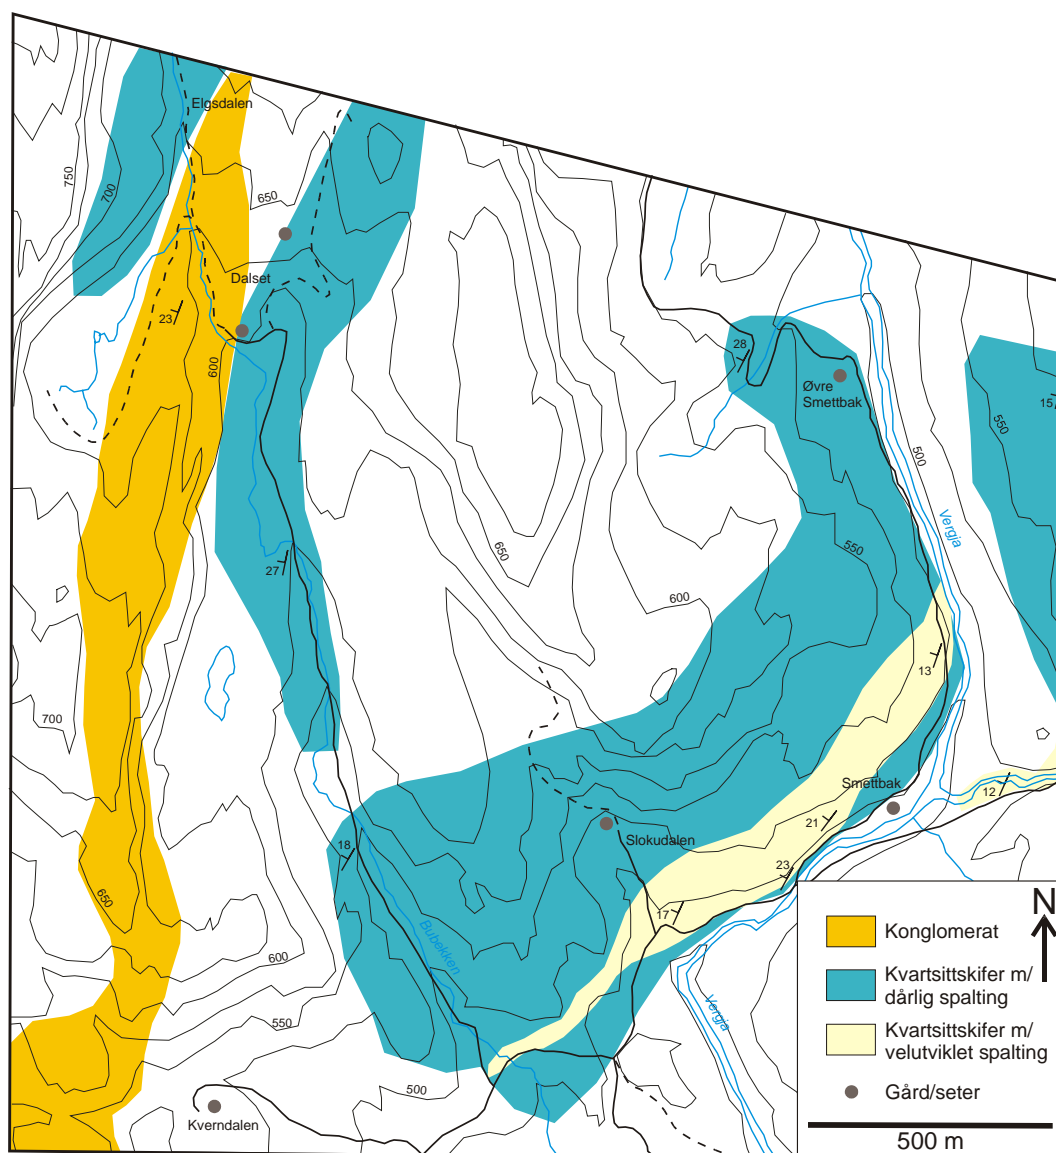 Elgsdalen
750
700
650
Dalset
23
600
28
Øvre
Smettbak
15
550
500
Vergja
650
550
27
600
13
700
Smettbak
12
21
Slokudalen
18
23
650
17
Bubekken
600
Vergja
550
500
Kverndalen
N
Konglomerat
Kvartsittskifer m/
dårlig spalting
Kvartsittskifer m/
velutviklet spalting
Gård/seter
500 m